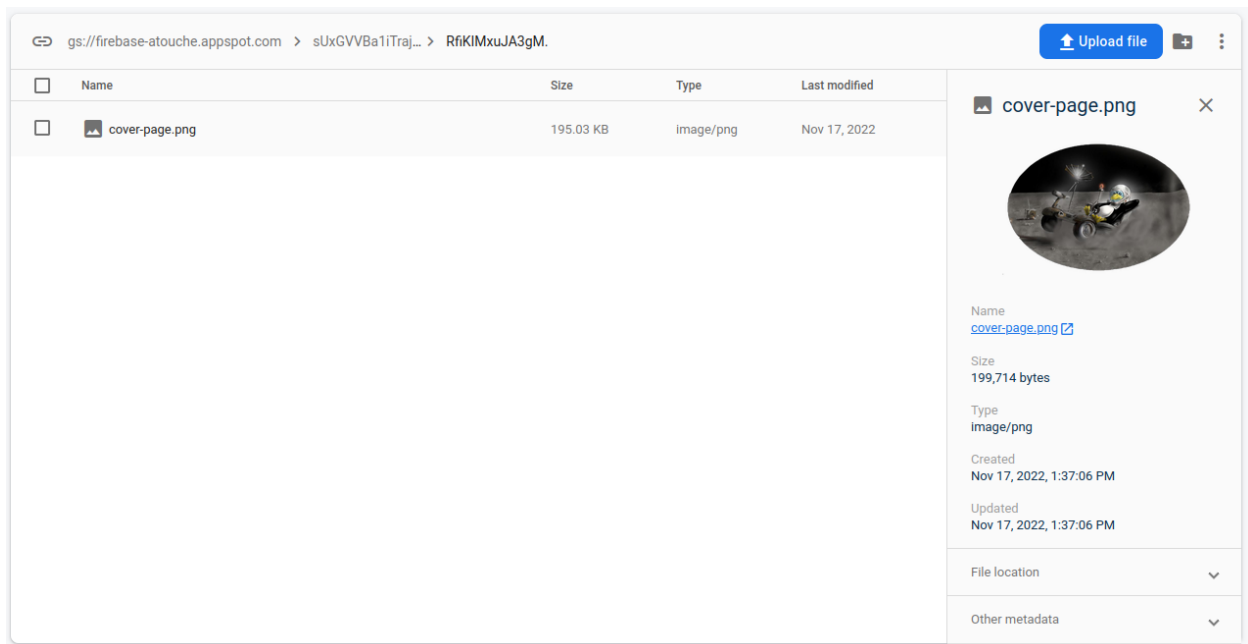 gs://firebase-atouche.appspot.com > sUxGVVBa1iTraj... > RfiKIMxuJA3gM.
Upload file
Name Size Type Last modified
cover-page.png 195.03 KB image/png Nov 17, 2022
cover-page.png
Name
cover-page.png
Size
199,714 bytes
Type
image/png
Created
Nov 17, 2022, 1:37:06 PM
Updated
Nov 17, 2022, 1:37:06 PM
File location
Other metadata